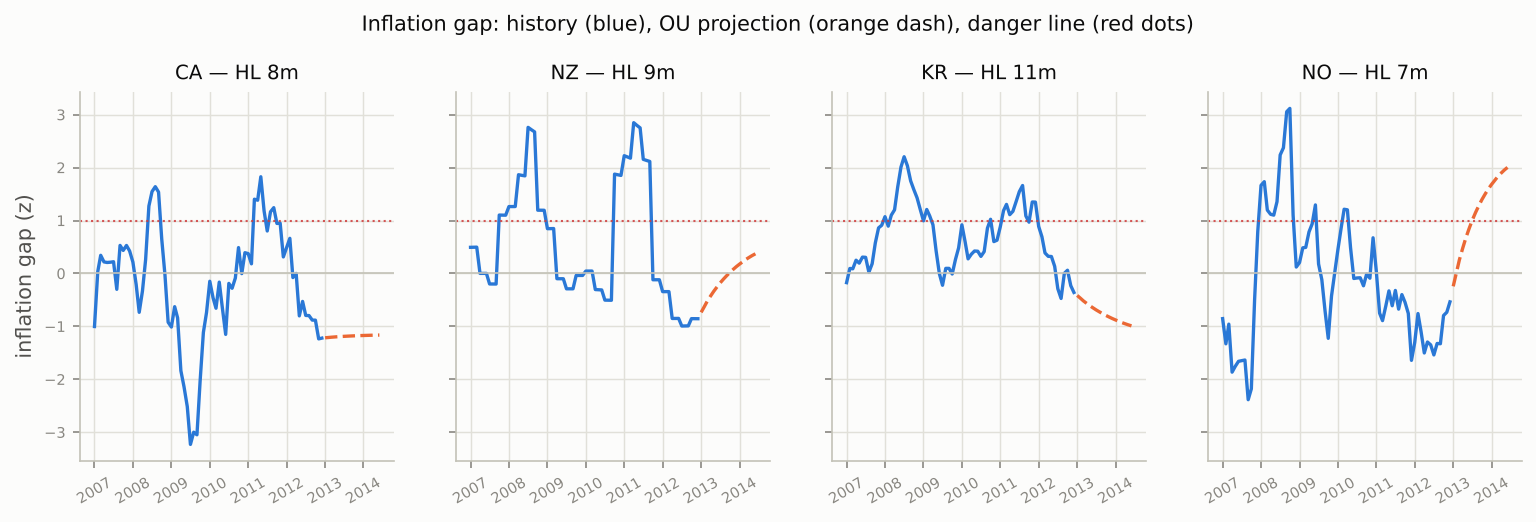 Inflation gap: history (blue), OU projection (orange dash), danger line (red dots)
CA — HL 8m
NZ — HL 9m
KR — HL 11m
NO — HL 7m
inflation gap (z)
3
2
1
0
−1
−2
−3
2007 2008 2009 2010 2011 2012 2013 2014
2007 2008 2009 2010 2011 2012 2013 2014
2007 2008 2009 2010 2011 2012 2013 2014
2007 2008 2009 2010 2011 2012 2013 2014